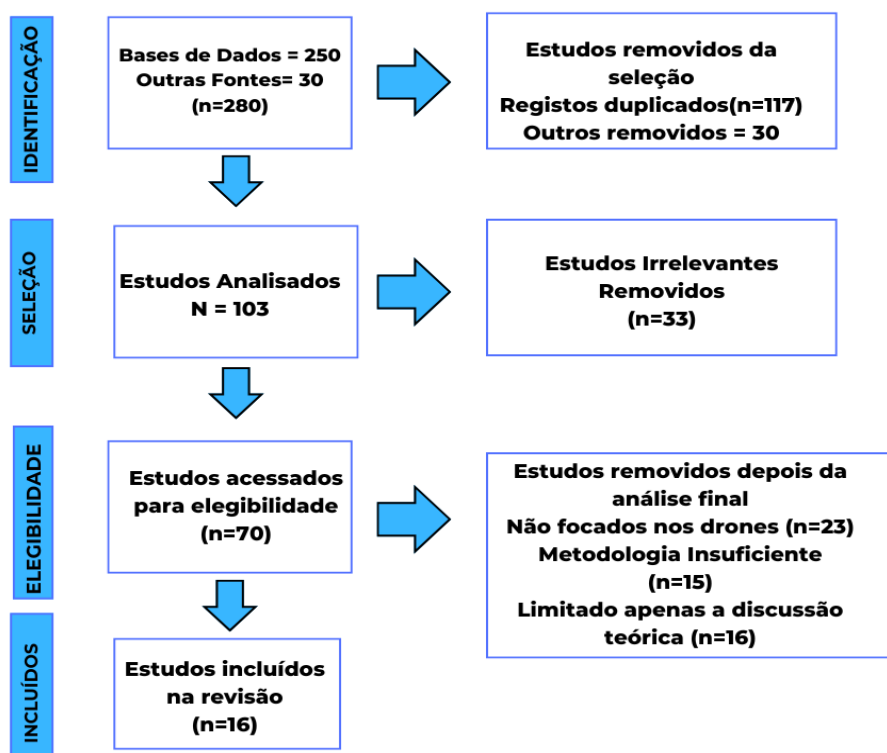 IDENTIFICAÇÃO
Bases de Dados = 250
Outras Fontes= 30
(n=280)
Estudos removidos da
seleção
Registos duplicados(n=117)
Outros removidos = 30
SELEÇÃO
Estudos Analisados
N = 103
Estudos Irrelevantes
Removidos
(n=33)
ELEGIBILIDADE
Estudos acessados
para elegibilidade
(n=70)
Estudos removidos depois da
análise final
Não focados nos drones (n=23)
Metodologia Insuficiente
(n=15)
Limitado apenas a discussão
teórica (n=16)
INCLUÍDOS
Estudos incluídos
na revisão
(n=16)